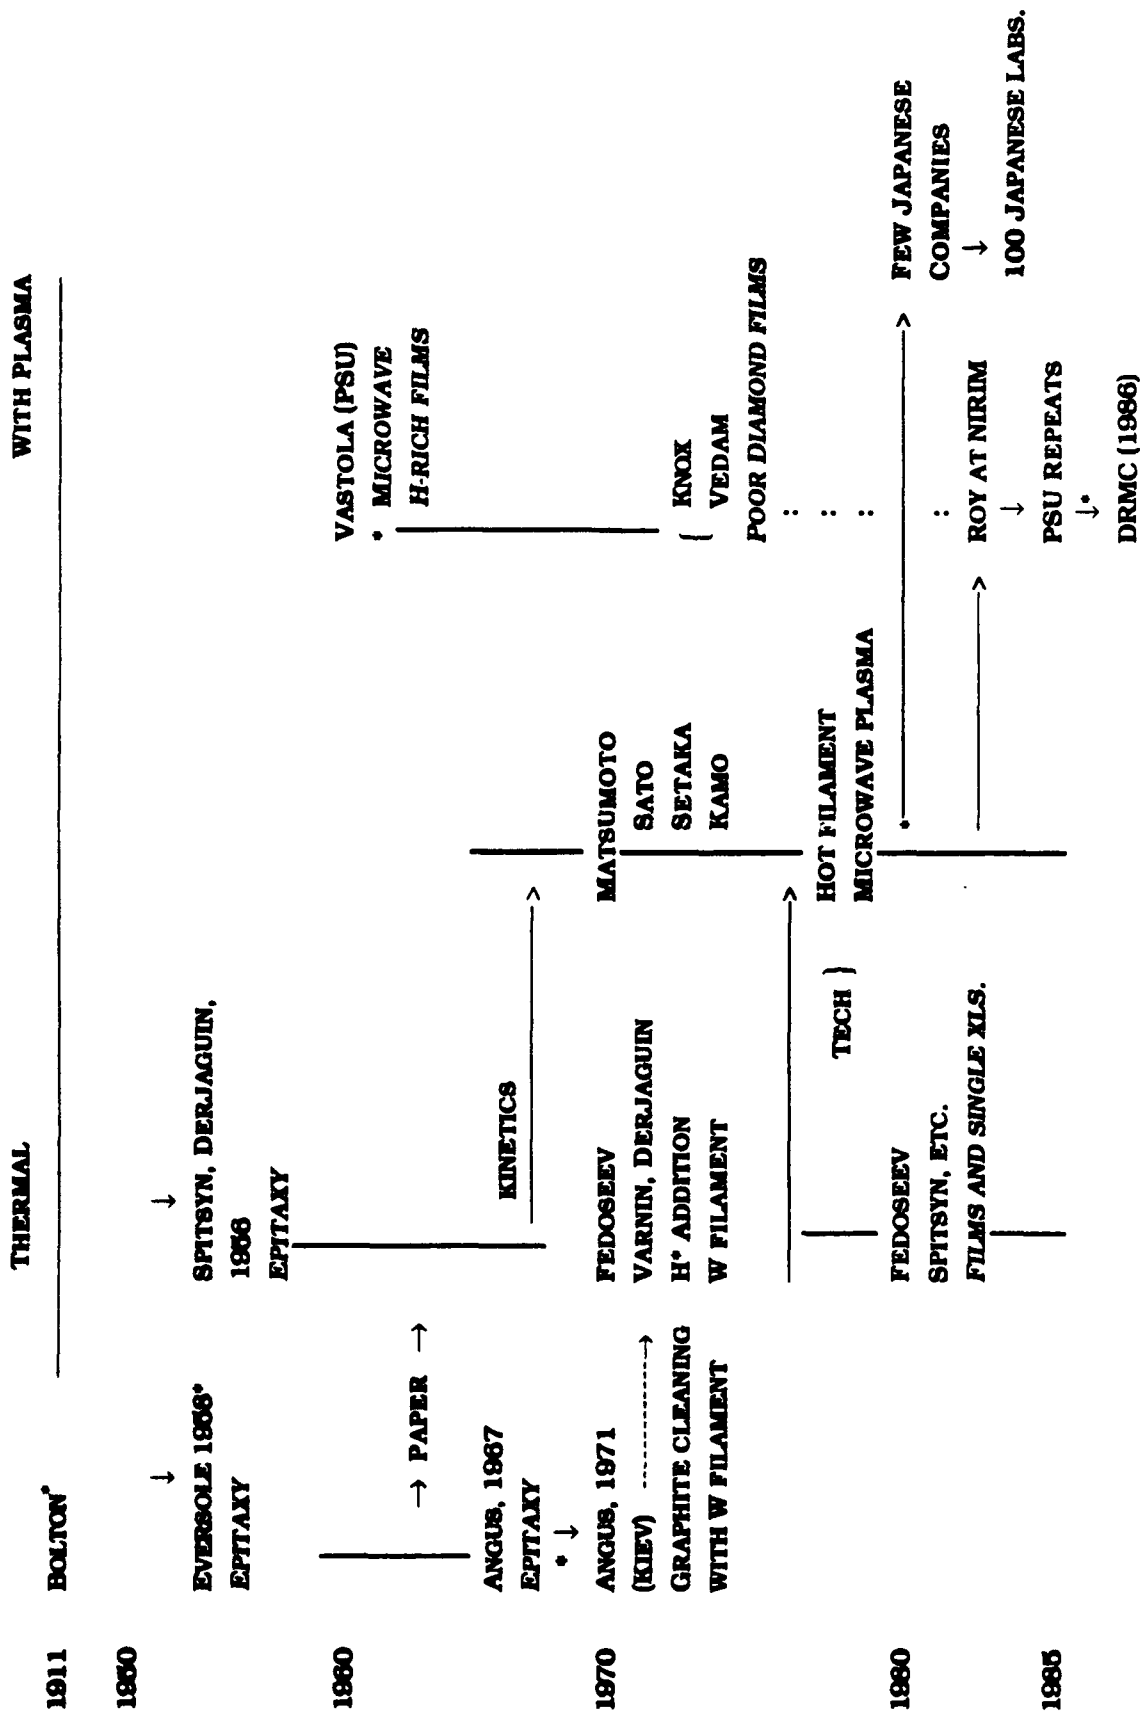 THERMAL
WITH PLASMA
1911
BOLTON*
1950
EVERSOLE 1958*
EPITAXY
SPITSYN, DERJAGUIN,
1956
EPITAXY
1960
VASTOLA (PSU)
* MICROWAVE
H-RICH FILMS
→ PAPER →
ANGUS, 1967
EPITAXY
*
KINETICS
1970
ANGUS, 1971
(KIEV)
GRAPHITE CLEANING
WITH W FILAMENT
FEDOSEEV
VARNIN, DERJAGUIN
H* ADDITION
W FILAMENT
MATSUMOTO
SATO
SETAKA
KAMO
KNOX
VEDAM
POOR DIAMOND FILMS
TECH }
HOT FILAMENT
MICROWAVE PLASMA
1980
FEDOSEEV
SPITSYN, ETC.
FILMS AND SINGLE XLS.
*
FEW JAPANESE
COMPANIES
100 JAPANESE LABS.
ROY AT NIRIM
1985
PSU REPEATS
*
DRMC (1986)